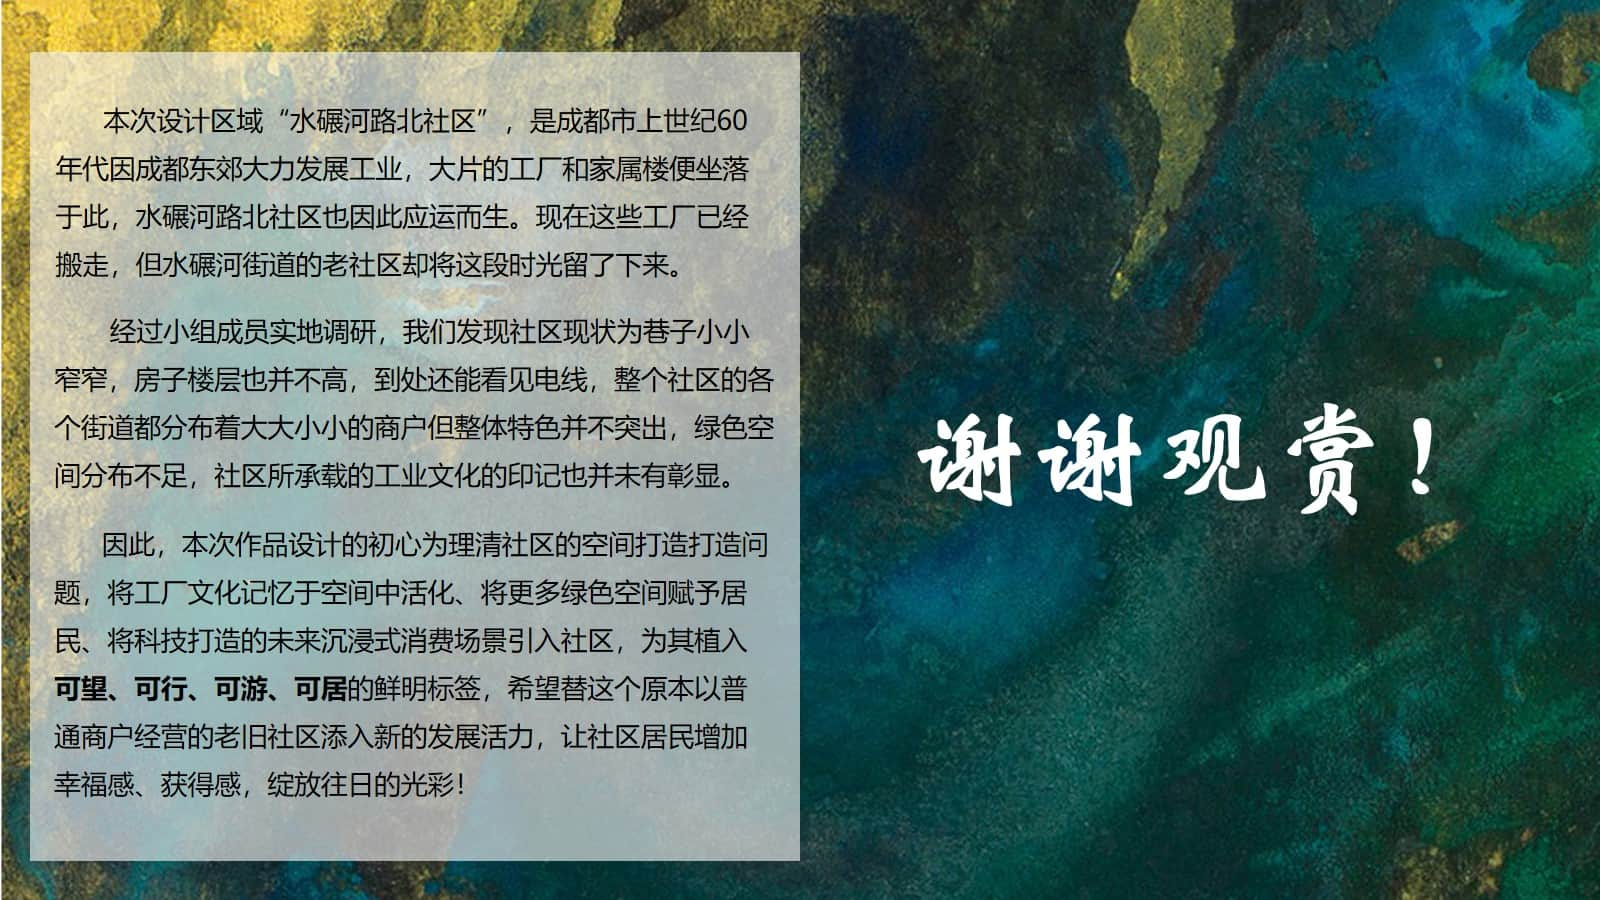 本次设计区域“水碾河路北社区”，是成都市上世纪60
年代因成都东郊大力发展工业，大片的工厂和家属楼便坐落
于此，水碾河路北社区也因此应运而生。现在这些工厂已经
搬走，但水碾河街道的老社区却将这段时光留了下来。
经过小组成员实地调研，我们发现社区现状为巷子小小
窄窄，房子楼层也并不高，到处还能看见电线，整个社区的各
个街道都分布着大大小小的商户但整体特色并不突出，绿色空
间分布不足，社区所承载的工业文化的印记也并未有彰显。
因此，本次作品设计的初心为理清社区的空间打造打造问
题，将工厂文化记忆于空间中活化、将更多绿色空间赋予居
民、将科技打造的未来沉浸式消费场景引入社区，为其植入
可望、可行、可游、可居的鲜明标签，希望替这个原本以普
通商户经营的老旧社区添入新的发展活力，让社区居民增加
幸福感、获得感，绽放往日的光彩！
谢谢观赏！